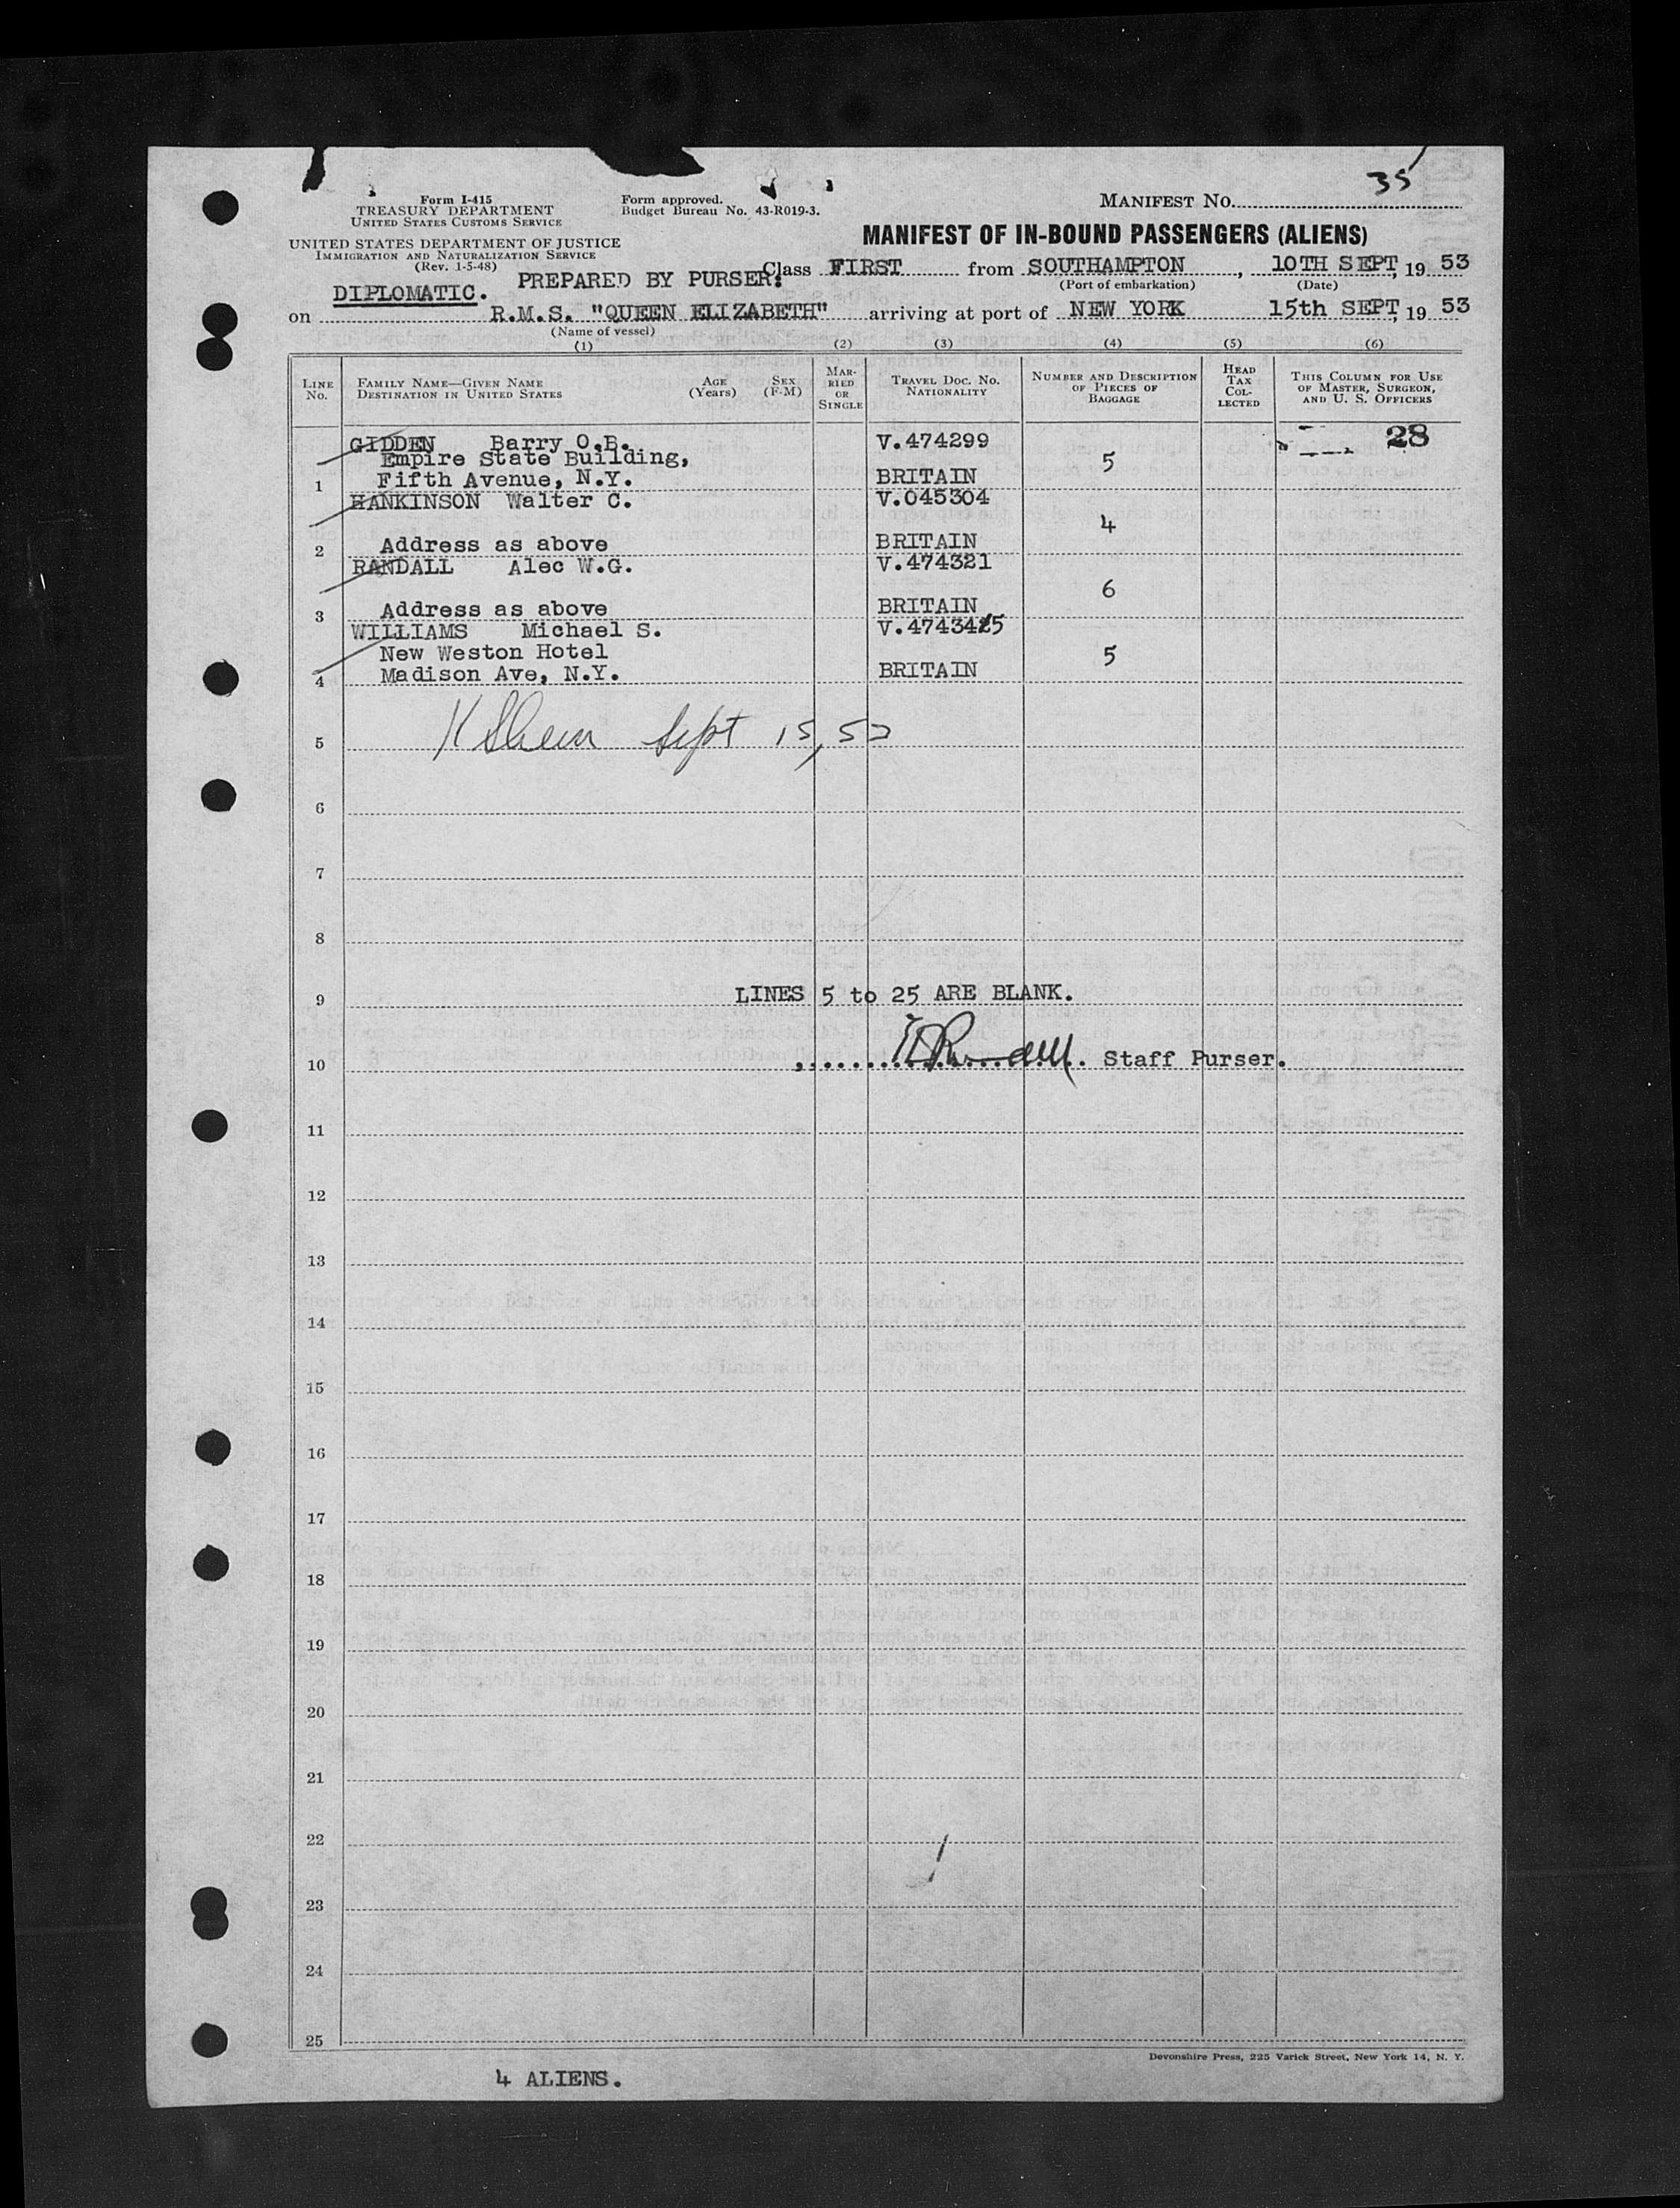 35
Form I-415
TREASURY DEPARTMENT
UNITED STATES CUSTOMS SERVICE
Form approved.
Budget Bureau No. 43-R019-3.
MANIFEST No.
UNITED STATES DEPARTMENT OF JUSTICE
IMMIGRATION AND NATURALIZATION SERVICE
(Rev. 1-5-48)
MANIFEST OF IN-BOUND PASSENGERS (ALIENS)
DIPLOMATIC. PREPARED BY PURSER: Class FIRST from SOUTHAMPTON, 10TH SEPT, 19 53
(Port of embarkation) (Date)
on R.M.S. "QUEEN ELIZABETH" arriving at port of NEW YORK 15th SEPT, 19 53
(Name of vessel)
(1) (2) (3) (4) (5) (6)
LINE No. FAMILY NAME—GIVEN NAME DESTINATION IN UNITED STATES AGE (Years) SEX (F-M) MARRIED OR SINGLE TRAVEL DOC. NO. NATIONALITY NUMBER AND DESCRIPTION OF PIECES OF BAGGAGE HEAD TAX COLLECTED THIS COLUMN FOR USE OF MASTER, SURGEON, AND U. S. OFFICERS
GIDDEN Barry O.B. V.474299 28
Empire State Building, 5
1 Fifth Avenue, N.Y. BRITAIN
HANKINSON Walter C. V.045304
4
2 Address as above BRITAIN
RANDALL Alec W.G. V.474321
6
3 Address as above BRITAIN
WILLIAMS Michael S.
New Weston Hotel 5
4 Madison Ave, N.Y. BRITAIN
5 Sept 15, 53
6
7
8
9 LINES 5 to 25 ARE BLANK.
10 Staff Purser.
11
12
13
14
15
16
17
18
19
20
21
22
23
24
25
Devonshire Press, 225 Varick Street, New York 14, N. Y.
4 ALIENS.